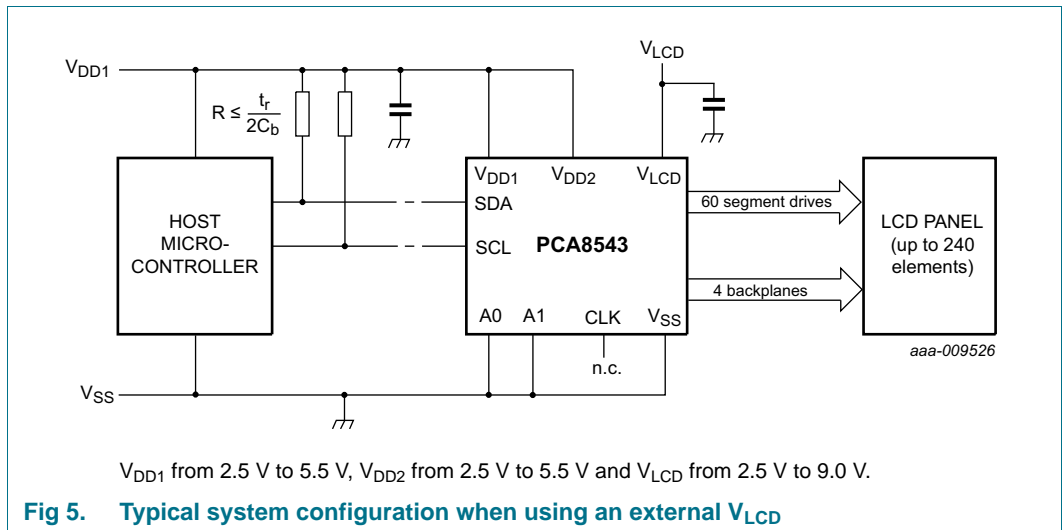 VLCD
VDD1
R ≤ tr
2Cb
VDD1 VDD2 VLCD
SDA
SCL
PCA8543
HOST
MICRO-
CONTROLLER
60 segment drives
4 backplanes
LCD PANEL
(up to 240
elements)
A0 A1 CLK VSS
n.c.
aaa-009526
VSS
VDD1 from 2.5 V to 5.5 V, VDD2 from 2.5 V to 5.5 V and VLCD from 2.5 V to 9.0 V.
Fig 5. Typical system configuration when using an external VLCD